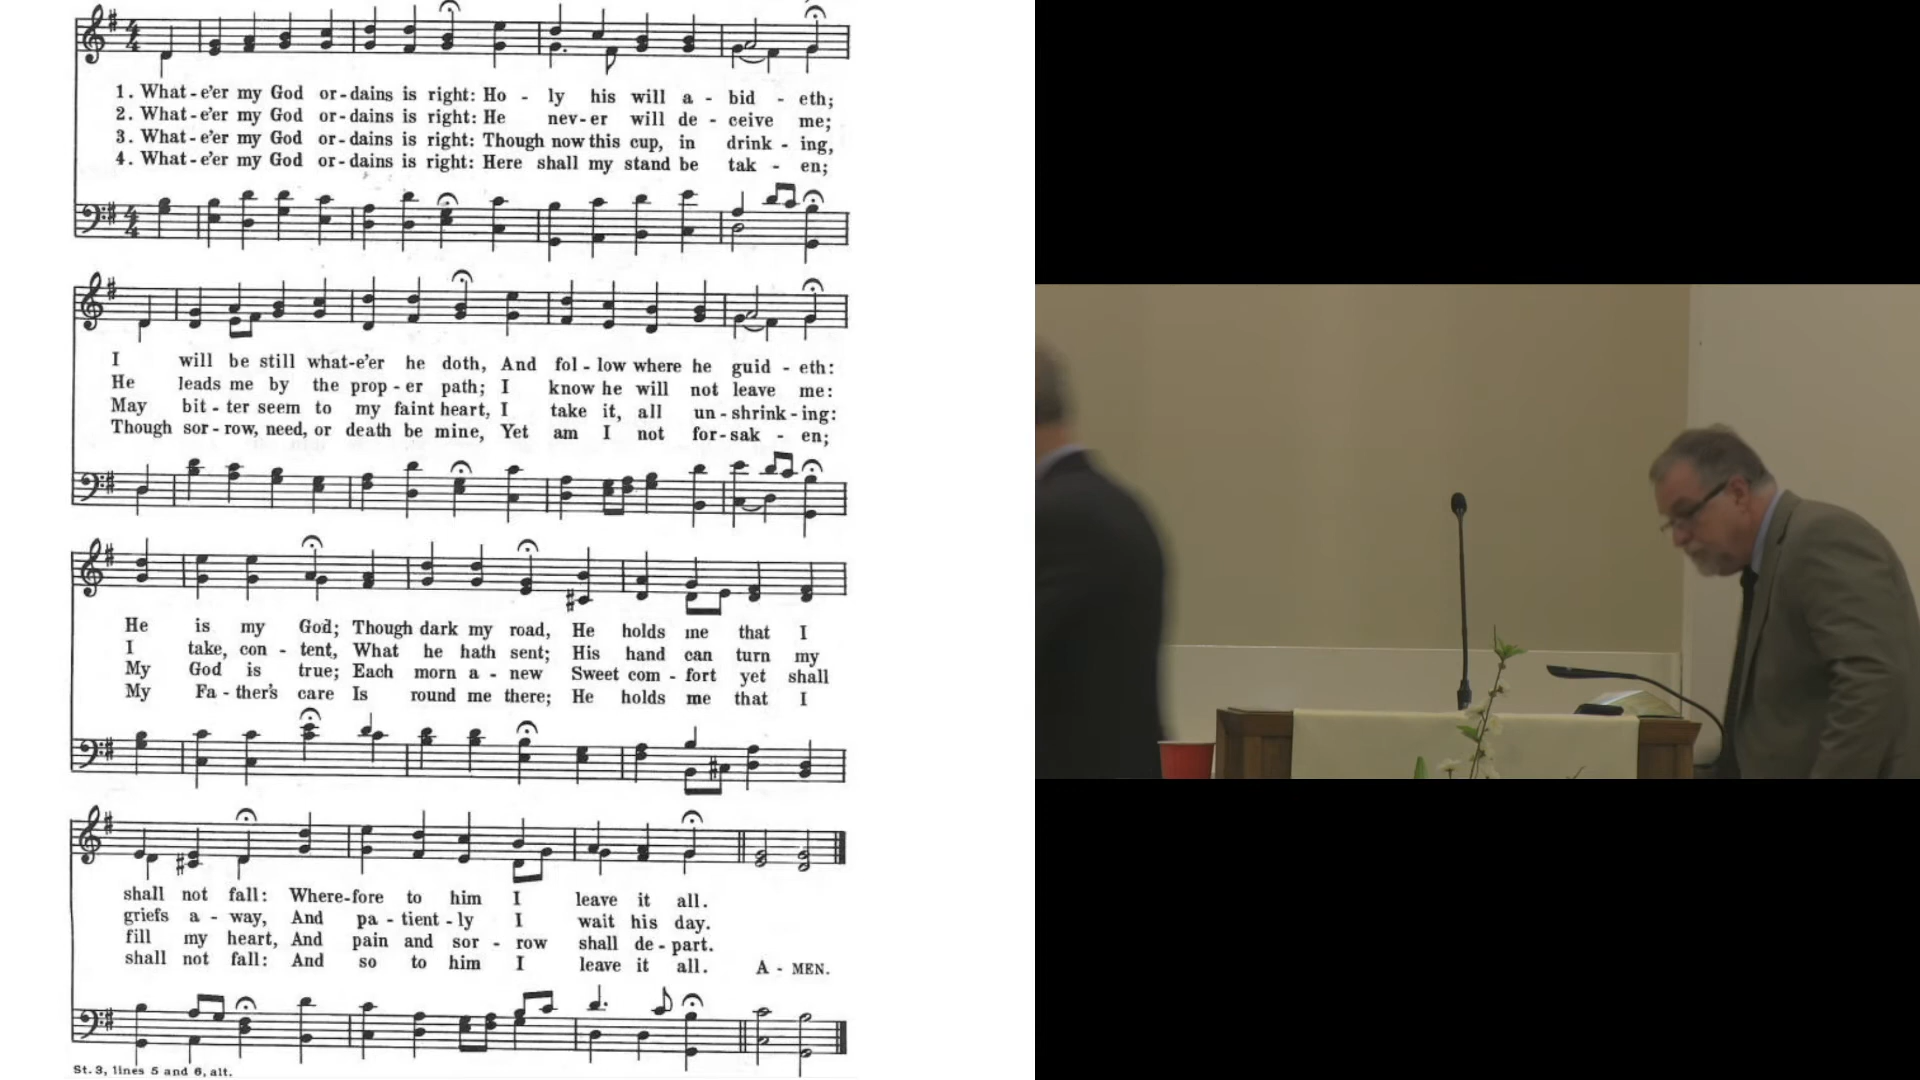 1. What-e'er my God or-dains is right: Ho - ly his will a - bid - eth;
2. What-e'er my God or-dains is right: He nev-er will de - ceive me;
3. What-e'er my God or-dains is right: Though now this cup, in drink - ing,
4. What-e'er my God or-dains is right: Here shall my stand be tak - en;
I will be still what-e'er he doth, And fol - low where he guid - eth:
He leads me by the prop - er path; I know he will not leave me:
May bit - ter seem to my faint heart, I take it, all un - shrink - ing:
Though sor - row, need, or death be mine, Yet am I not for-sak - en;
He is my God; Though dark my road, He holds me that I
I take, con - tent, What he hath sent; His hand can turn my
My God is true; Each morn a - new Sweet com - fort yet shall
My Fa - ther's care Is round me there; He holds me that I
shall not fall: Where-fore to him I leave it all.
griefs a - way, And pa - tient - ly I wait his day.
fill my heart, And pain and sor - row shall de - part.
shall not fall: And so to him I leave it all. A - MEN.
St. 3, lines 5 and 6, alt.